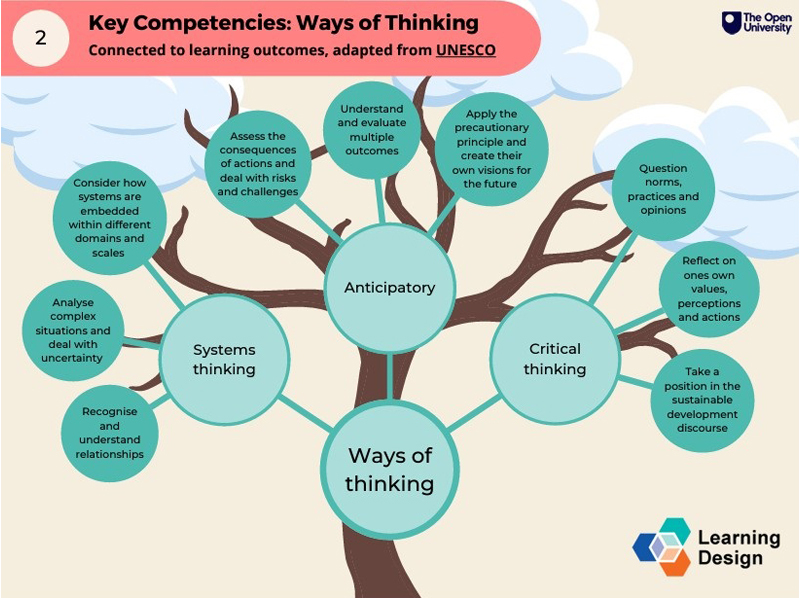 2
Key Competencies: Ways of Thinking
Connected to learning outcomes, adapted from UNESCO
The Open
University
Consider how
systems are
embedded
within different
domains and
scales
Analyse
complex
situations and
deal with
uncertainty
Recognise
and
understand
relationships
Systems
thinking
Assess the
consequences
of actions and
deal with risks
and challenges
Understand
and evaluate
multiple
outcomes
Apply the
precautionary
principle and
create their
own visions for
the future
Anticipatory
Question
norms,
practices and
opinions
Reflect on
ones own
values,
perceptions
and actions
Take a
position in the
sustainable
development
discourse
Critical
thinking
Ways of
thinking
Learning
Design